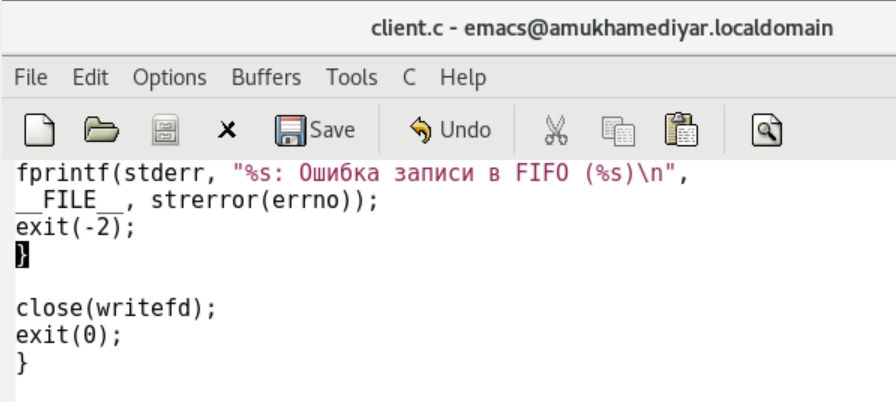 client.c - emacs@amukhamediyar.localdomain
File Edit Options Buffers Tools C Help
Save Undo
fprintf(stderr, "%s: Ошибка записи в FIFO (%s)\n",
__FILE__, strerror(errno));
exit(-2);
}
close(writefd);
exit(0);
}